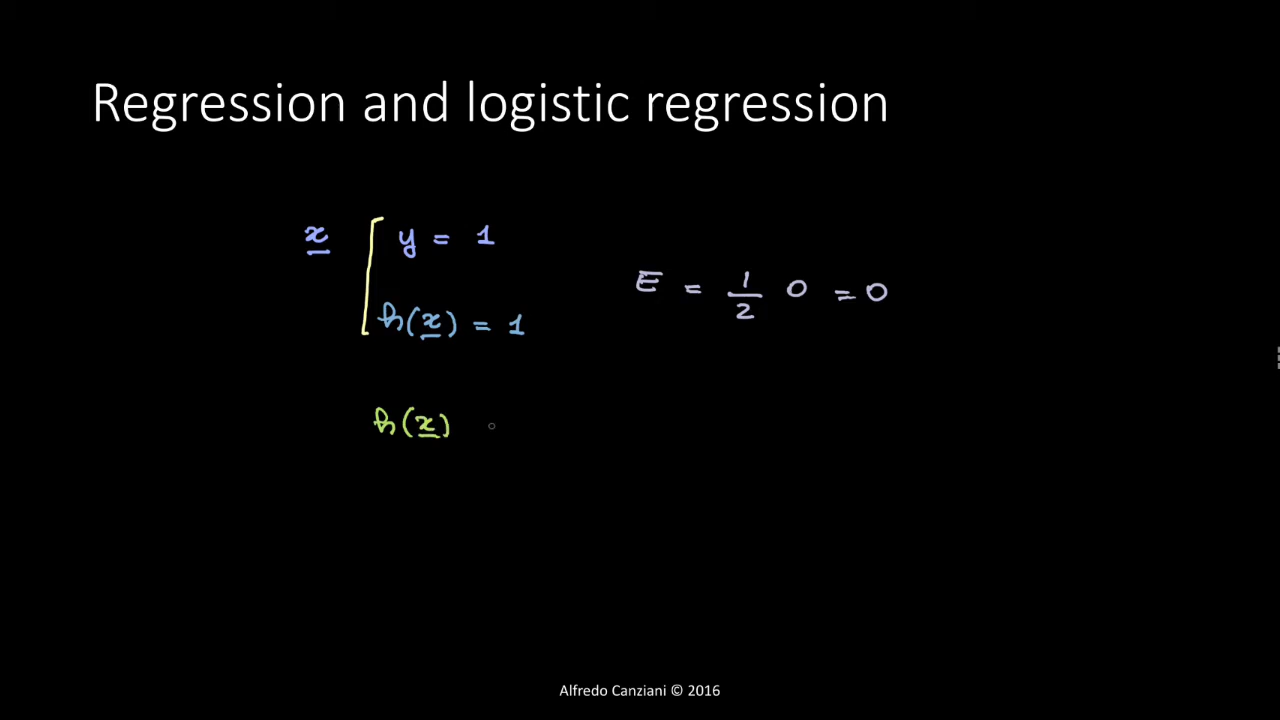 Regression and logistic regression
x [ y = 1
h(x) = 1
E = 1/2 0 = 0
h(x)
Alfredo Canziani © 2016